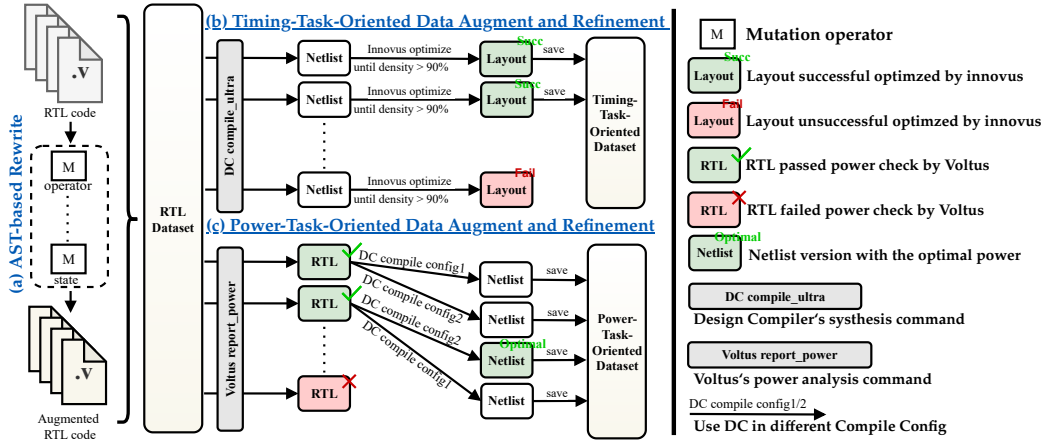 (a) AST-based Rewrite
.v
RTL code
M
operator
M
state
.v
Augmented
RTL code
RTL
Dataset
(b) Timing-Task-Oriented Data Augment and Refinement
DC compile_ultra
Netlist
Innovus optimize
until density > 90%
Succ
Layout
save
Netlist
Innovus optimize
until density > 90%
Succ
Layout
save
Netlist
Innovus optimize
until density > 90%
Fail
Layout
Timing-
Task-
Oriented
Dataset
(c) Power-Task-Oriented Data Augment and Refinement
Voltus report_power
RTL
RTL
RTL
DC compile config1
DC compile config2
DC compile config2
DC compile config1
Netlist
save
Netlist
save
Optimal
Netlist
save
Netlist
save
Power-
Task-
Oriented
Dataset
M
Mutation operator
Succ
Layout
Layout successful optimzed by innovus
Fail
Layout
Layout unsuccessful optimzed by innovus
RTL
RTL passed power check by Voltus
RTL
RTL failed power check by Voltus
Optimal
Netlist
Netlist version with the optimal power
DC compile_ultra
Design Compiler's systhesis command
Voltus report_power
Voltus's power analysis command
DC compile config1/2
Use DC in different Compile Config